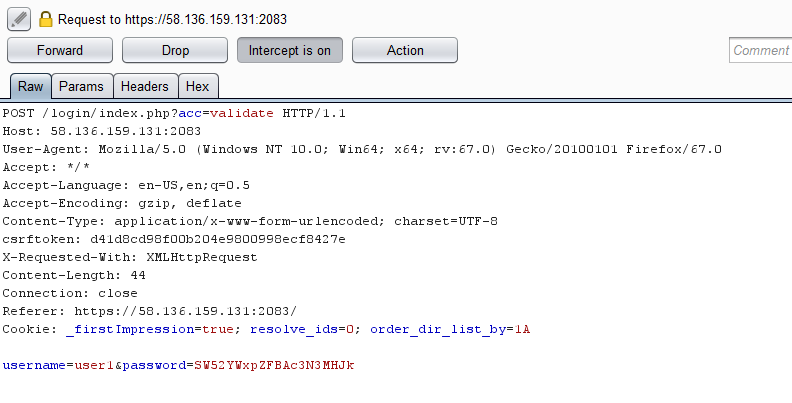 Request to https://58.136.159.131:2083
Forward Drop Intercept is on Action Comment
Raw Params Headers Hex
POST /login/index.php?acc=validate HTTP/1.1
Host: 58.136.159.131:2083
User-Agent: Mozilla/5.0 (Windows NT 10.0; Win64; x64; rv:67.0) Gecko/20100101 Firefox/67.0
Accept: */*
Accept-Language: en-US,en;q=0.5
Accept-Encoding: gzip, deflate
Content-Type: application/x-www-form-urlencoded; charset=UTF-8
csrftoken: d41d8cd98f00b204e9800998ecf8427e
X-Requested-With: XMLHttpRequest
Content-Length: 44
Connection: close
Referer: https://58.136.159.131:2083/
Cookie: _firstImpression=true; resolve_ids=0; order_dir_list_by=1A
username=user1&password=SW52YWxpZFBAc3N3MHJk